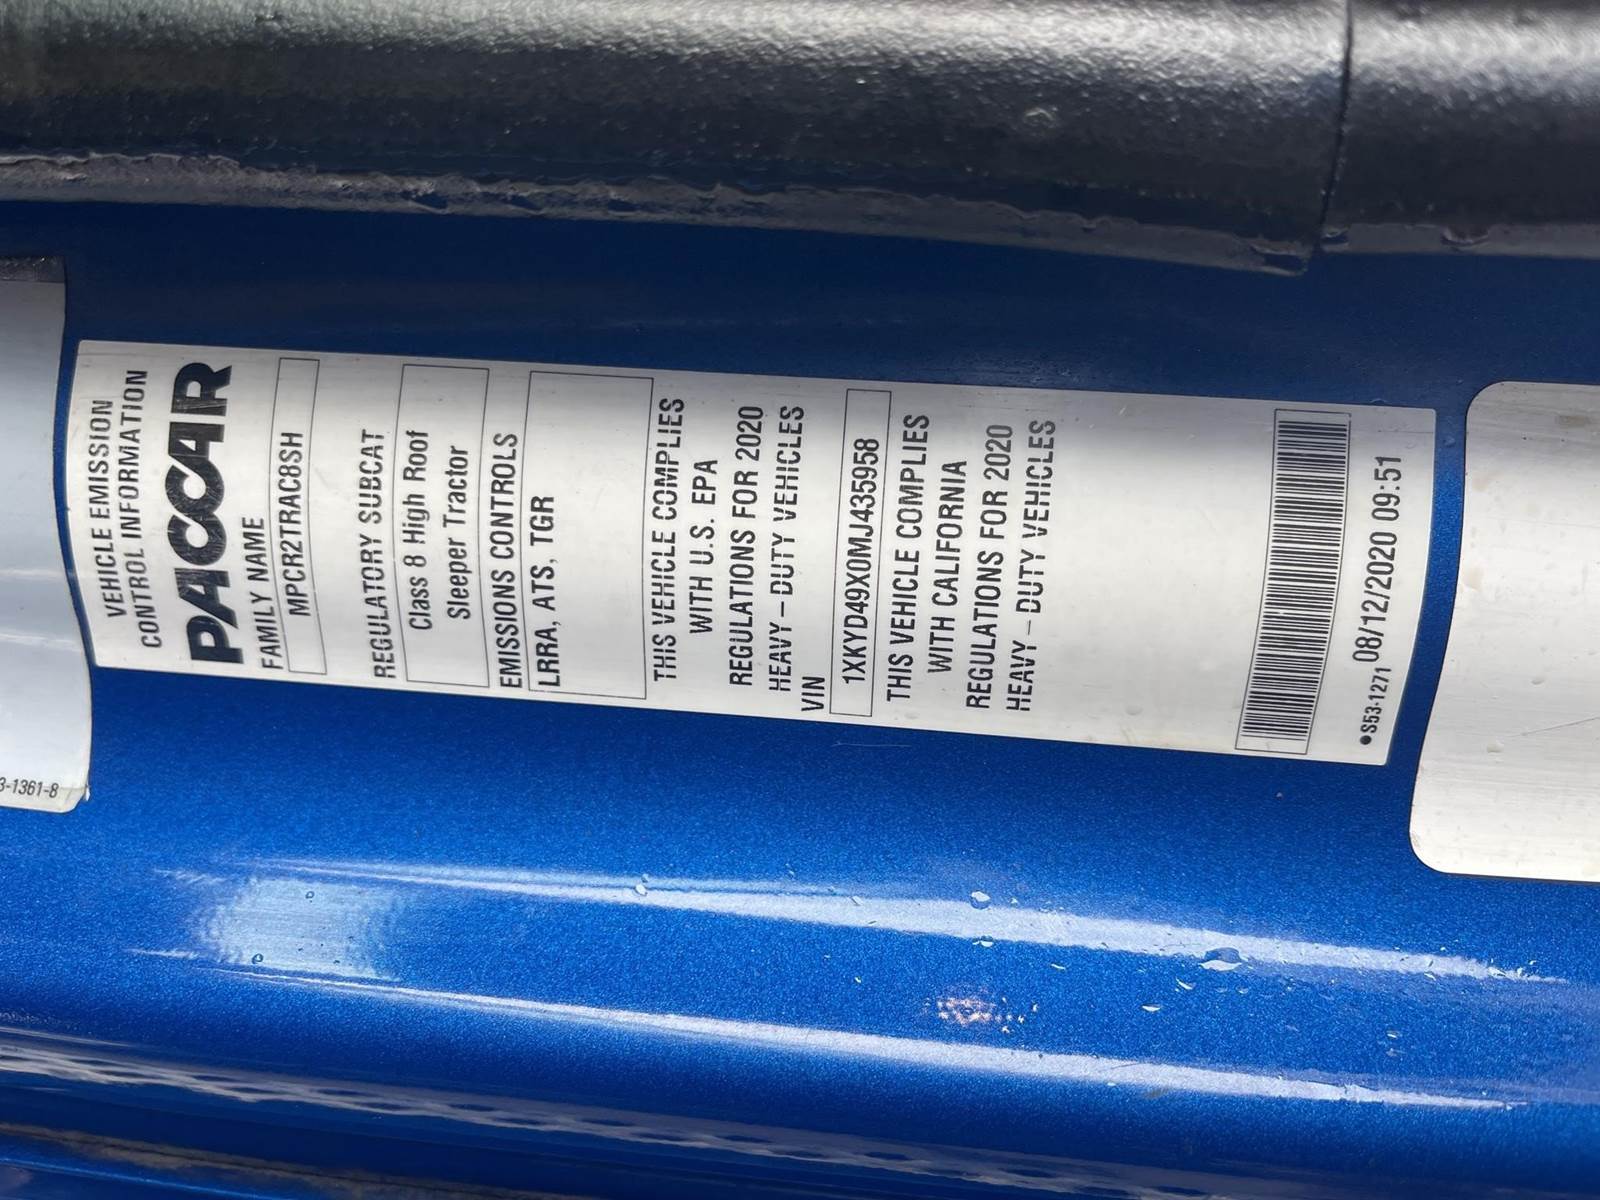 VEHICLE EMISSION
CONTROL INFORMATION
PACCAR
FAMILY NAME
MPCR2TRAC8SH
REGULATORY SUBCAT
Class 8 High Roof
Sleeper Tractor
EMISSIONS CONTROLS
LRRA, ATS, TGR
THIS VEHICLE COMPLIES
WITH U.S. EPA
REGULATIONS FOR 2020
HEAVY-DUTY VEHICLES
VIN
1XKYD49X0MJ435958
THIS VEHICLE COMPLIES
WITH CALIFORNIA
REGULATIONS FOR 2020
HEAVY-DUTY VEHICLES
•S53-1271 08/12/2020 09:51
3-1361-8